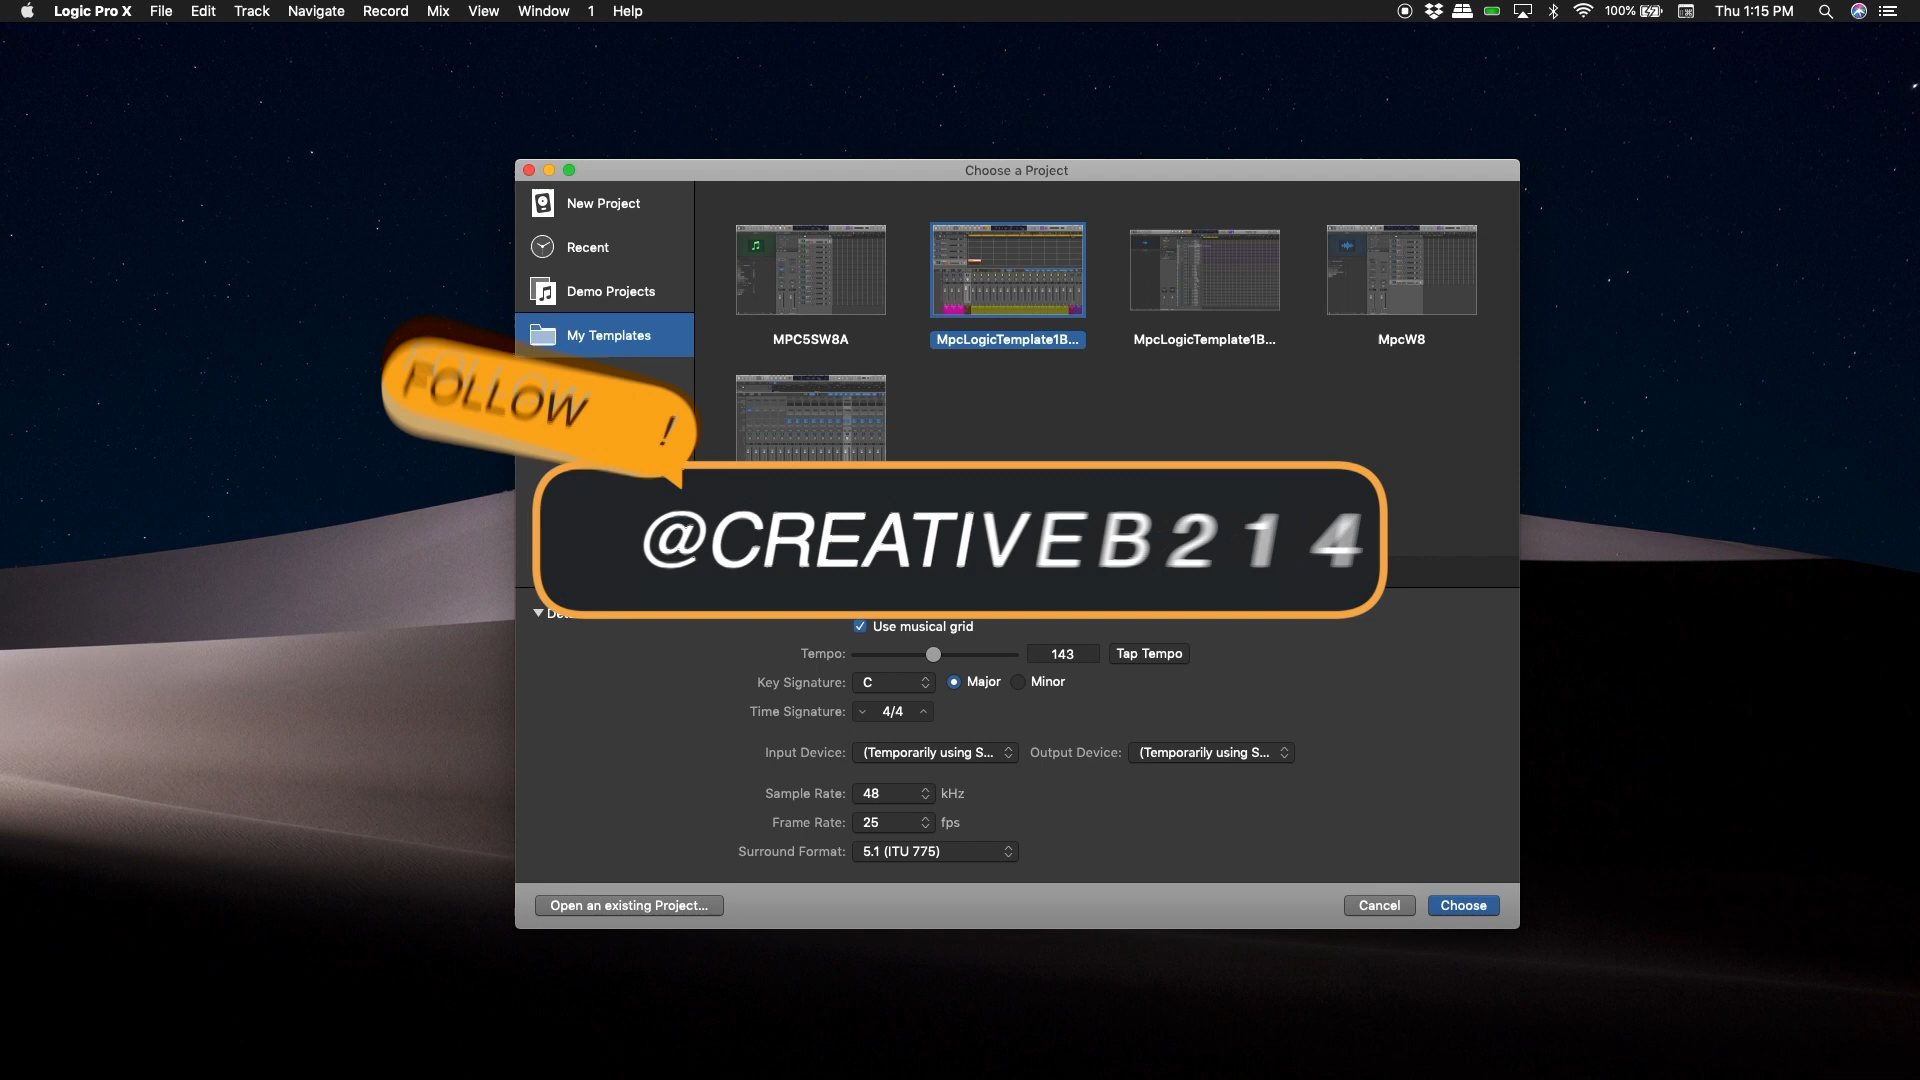 Logic Pro X File Edit Track Navigate Record Mix View Window 1 Help 100% Thu 1:15 PM
Choose a Project
New Project
Recent
Demo Projects
My Templates
MPC5SW8A
MpcLogicTemplate1B...
MpcLogicTemplate1B...
MpcW8
FOLLOW !
@CREATIVEB214
Use musical grid
Tempo: 143 Tap Tempo
Key Signature: C Major Minor
Time Signature: 4/4
Input Device: (Temporarily using S... Output Device: (Temporarily using S...
Sample Rate: 48 kHz
Frame Rate: 25 fps
Surround Format: 5.1 (ITU 775)
Open an existing Project... Cancel Choose